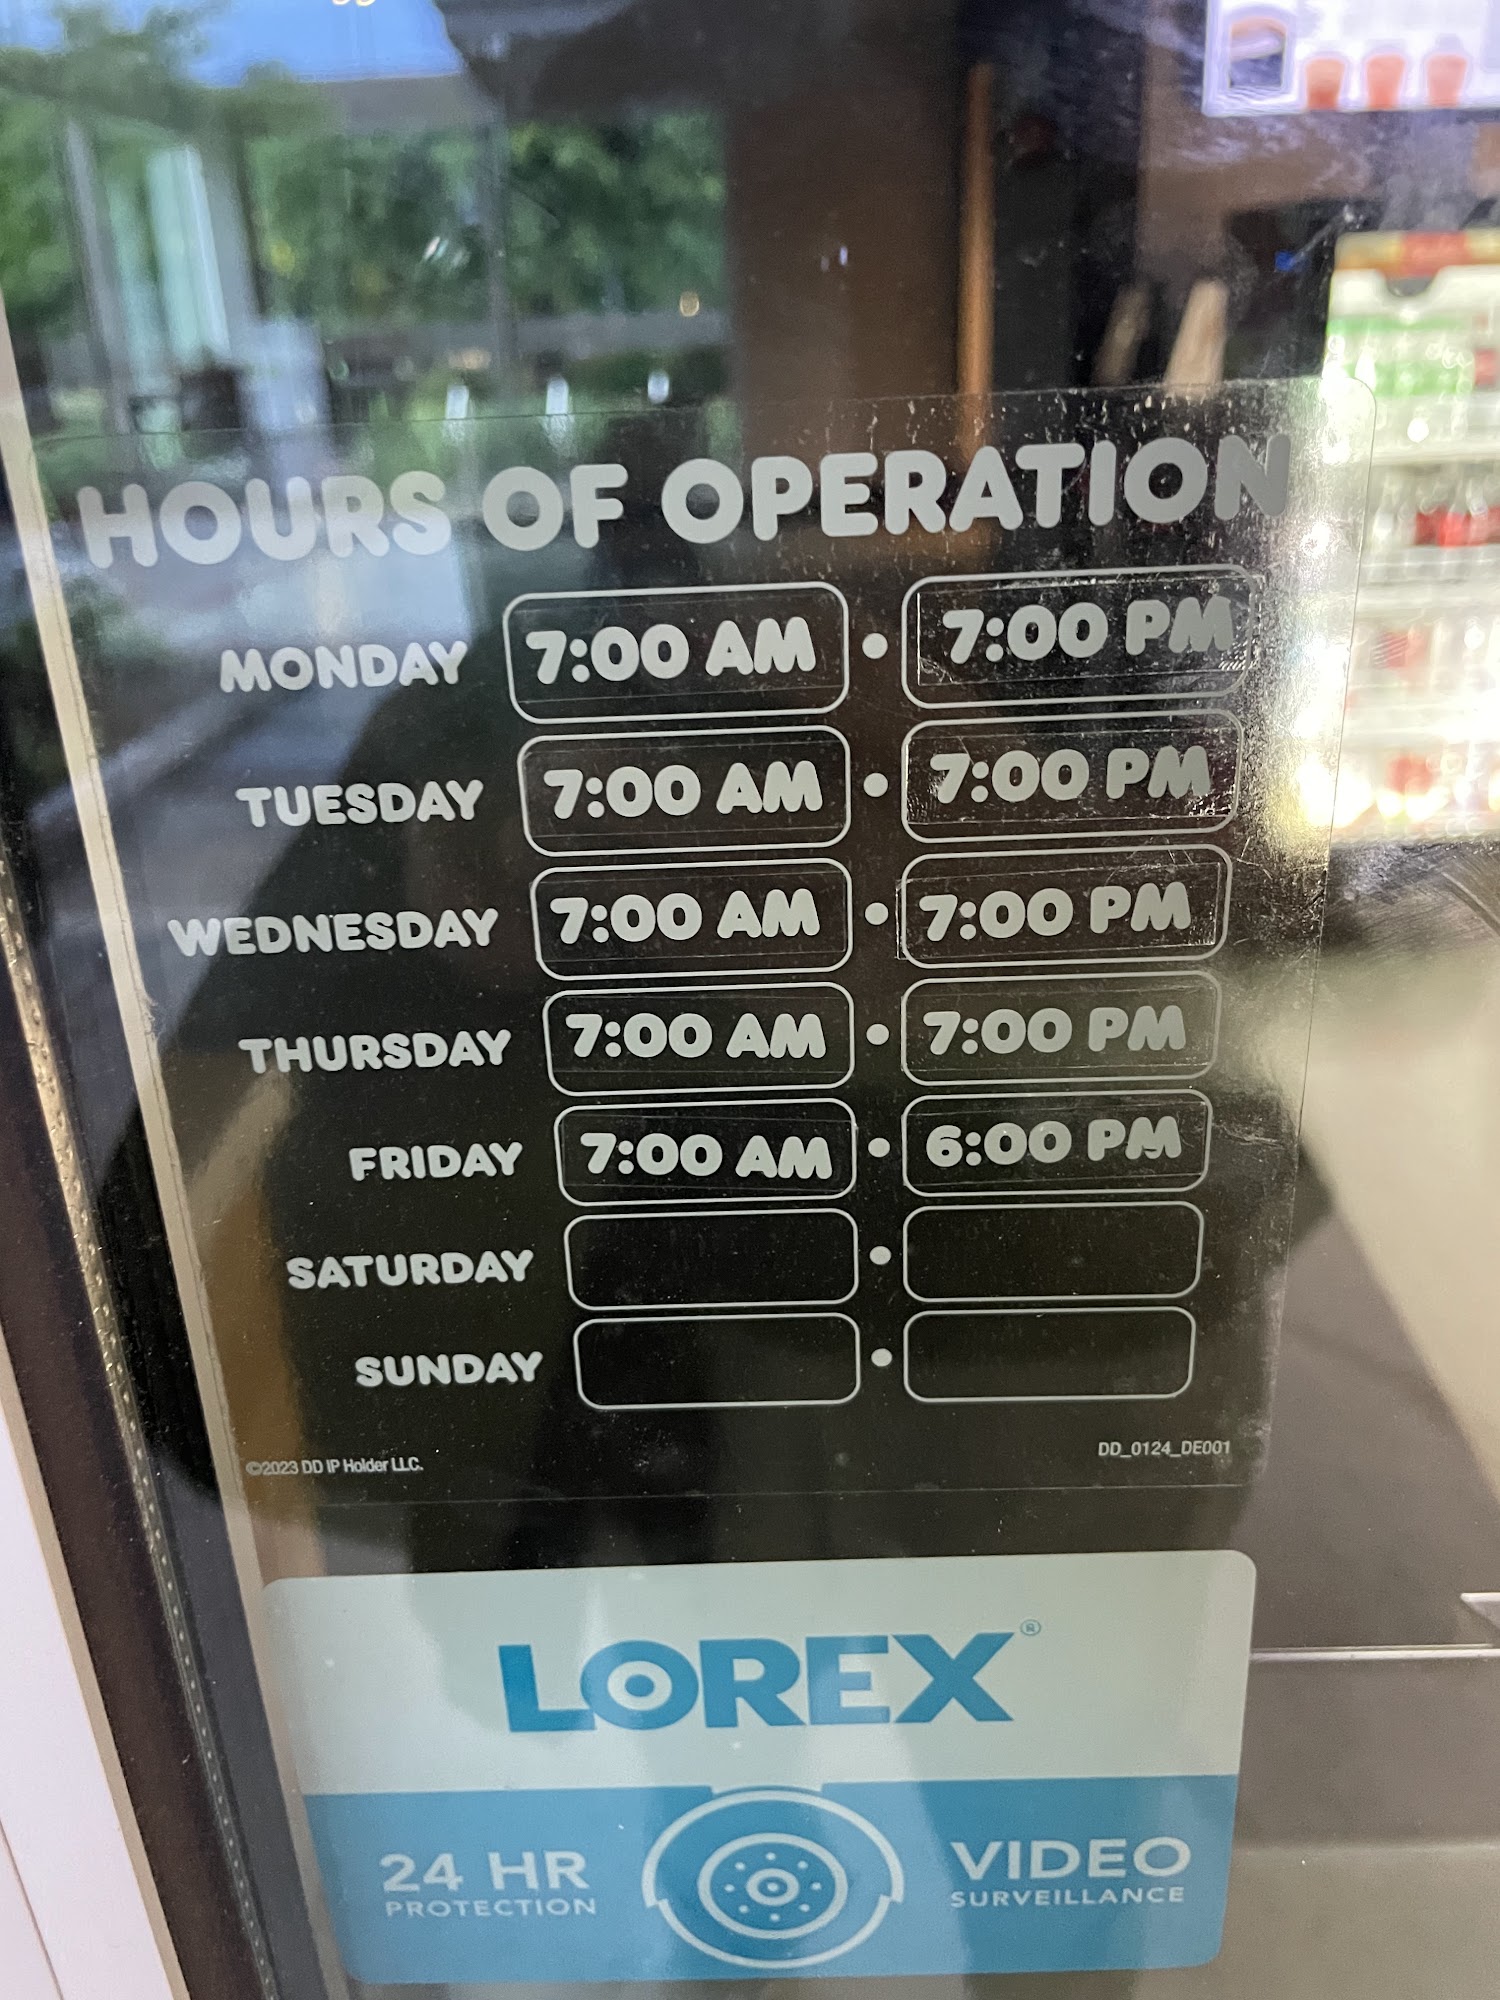 HOURS OF OPERATION
MONDAY 7:00 AM • 7:00 PM
TUESDAY 7:00 AM • 7:00 PM
WEDNESDAY 7:00 AM • 7:00 PM
THURSDAY 7:00 AM • 7:00 PM
FRIDAY 7:00 AM • 6:00 PM
SATURDAY •
SUNDAY •
©2023 DD IP Holder LLC. DD_0124_DE001
LOREX®
24 HR VIDEO
PROTECTION SURVEILLANCE